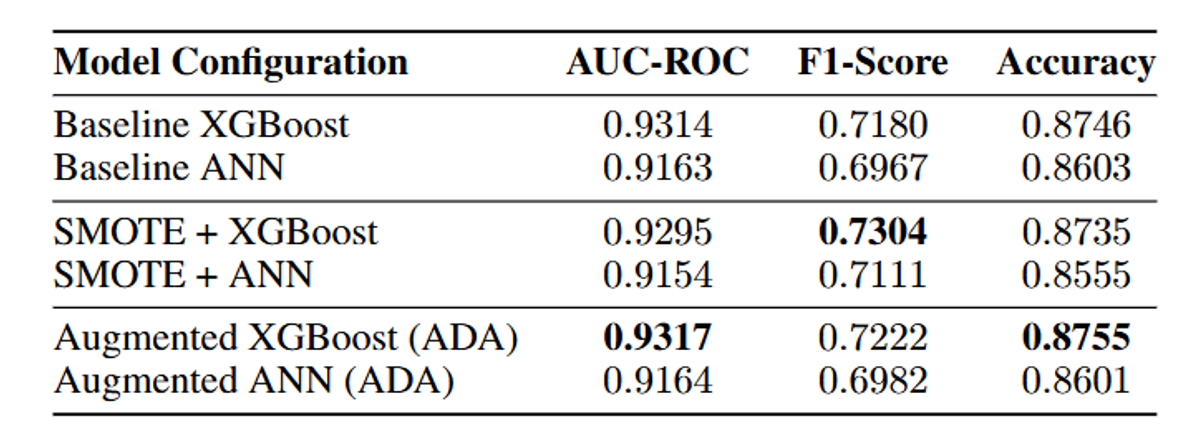 Model Configuration AUC-ROC F1-Score Accuracy
Baseline XGBoost 0.9314 0.7180 0.8746
Baseline ANN 0.9163 0.6967 0.8603
SMOTE + XGBoost 0.9295 0.7304 0.8735
SMOTE + ANN 0.9154 0.7111 0.8555
Augmented XGBoost (ADA) 0.9317 0.7222 0.8755
Augmented ANN (ADA) 0.9164 0.6982 0.8601